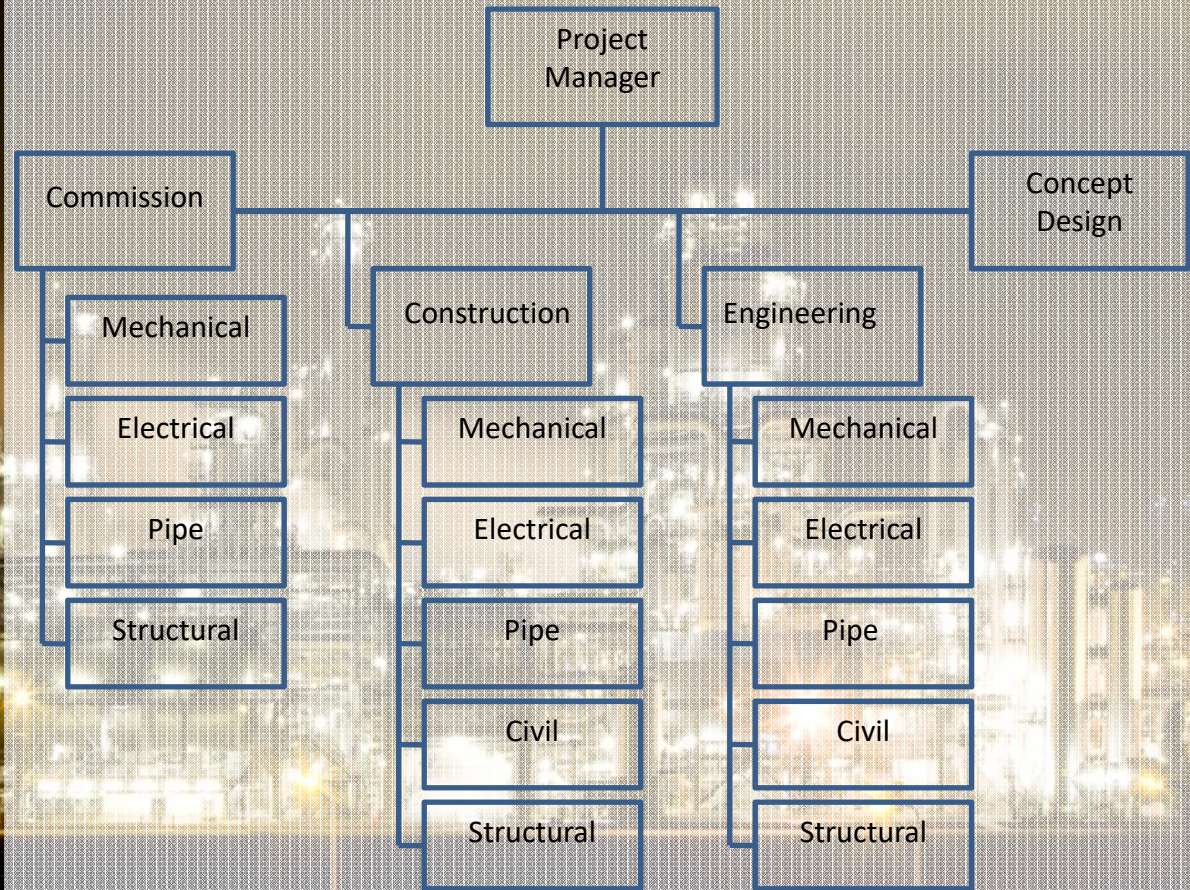 Project
Manager
Commission
Concept
Design
Construction
Engineering
Mechanical
Electrical
Pipe
Structural
Mechanical
Electrical
Pipe
Civil
Structural
Mechanical
Electrical
Pipe
Civil
Structural